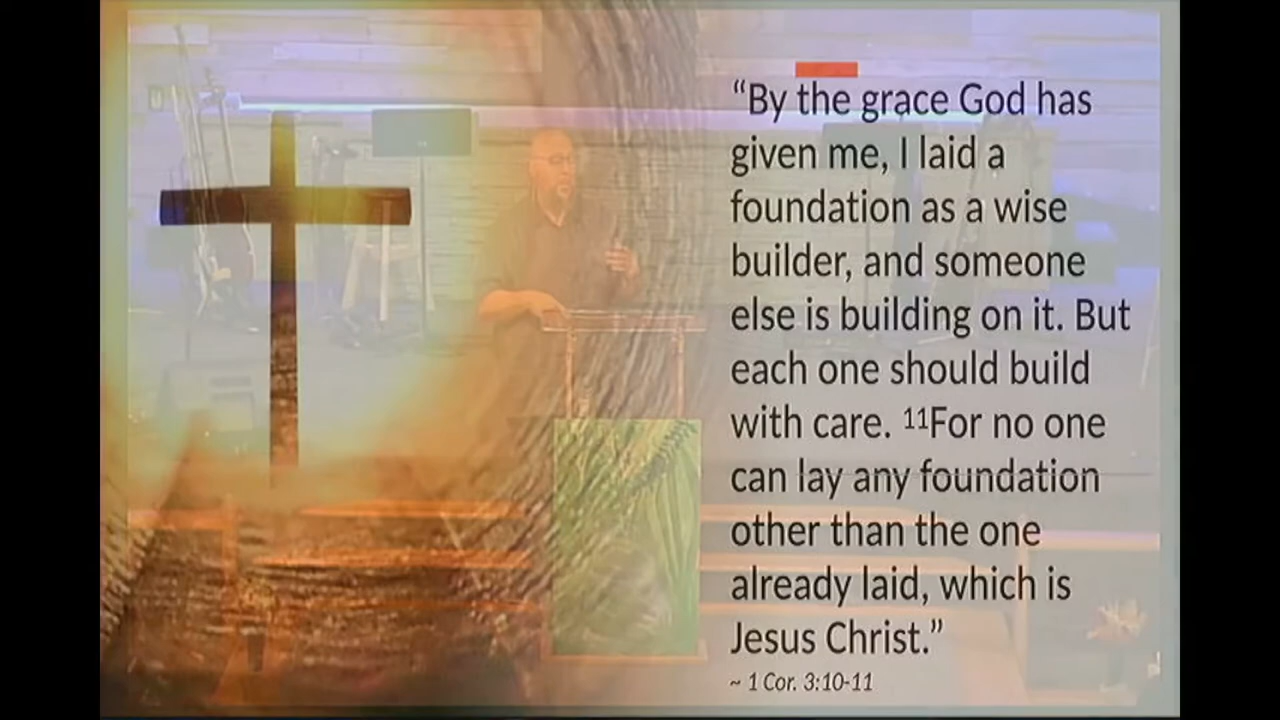 “By the grace God has
given me, I laid a
foundation as a wise
builder, and someone
else is building on it. But
each one should build
with care. ¹¹For no one
can lay any foundation
other than the one
already laid, which is
Jesus Christ.”
~ 1 Cor. 3:10-11